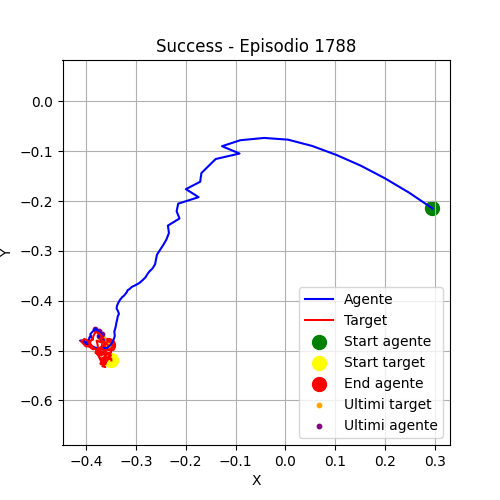 Success - Episodio 1788
0.0
−0.1
−0.2
−0.3
−0.4
−0.5
−0.6
Y
Agente
Target
Start agente
Start target
End agente
Ultimi target
Ultimi agente
−0.4 −0.3 −0.2 −0.1 0.0 0.1 0.2 0.3
X